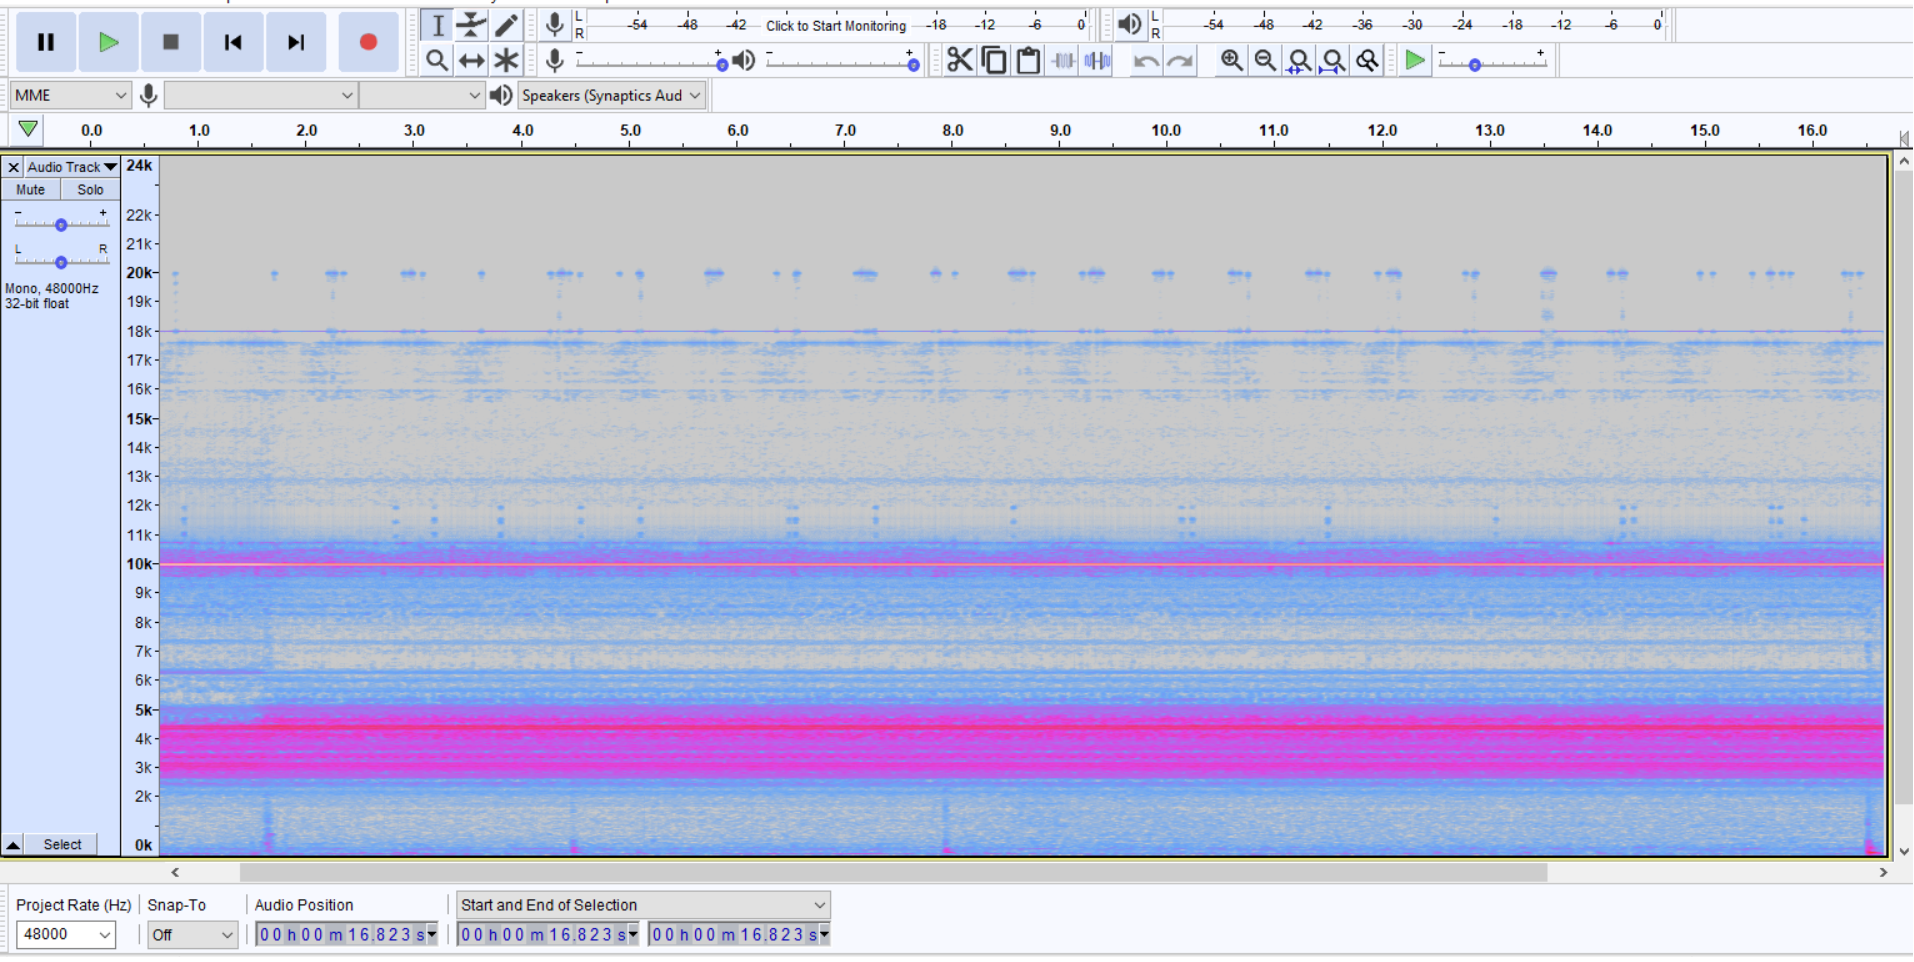 L
R
-54 -48 -42 Click to Start Monitoring -18 -12 -6 0
L
R
-54 -48 -42 -36 -30 -24 -18 -12 -6 0
- + - + - +
MME Speakers (Synaptics Aud
0.0 1.0 2.0 3.0 4.0 5.0 6.0 7.0 8.0 9.0 10.0 11.0 12.0 13.0 14.0 15.0 16.0
X Audio Track
Mute Solo
- +
L R
Mono, 48000Hz
32-bit float
Select
24k
22k
21k
20k
19k
18k
17k
16k
15k
14k
13k
12k
11k
10k
9k
8k
7k
6k
5k
4k
3k
2k
0k
Project Rate (Hz) Snap-To Audio Position Start and End of Selection
48000 Off 00 h 00 m 16.823 s 00 h 00 m 16.823 s 00 h 00 m 16.823 s